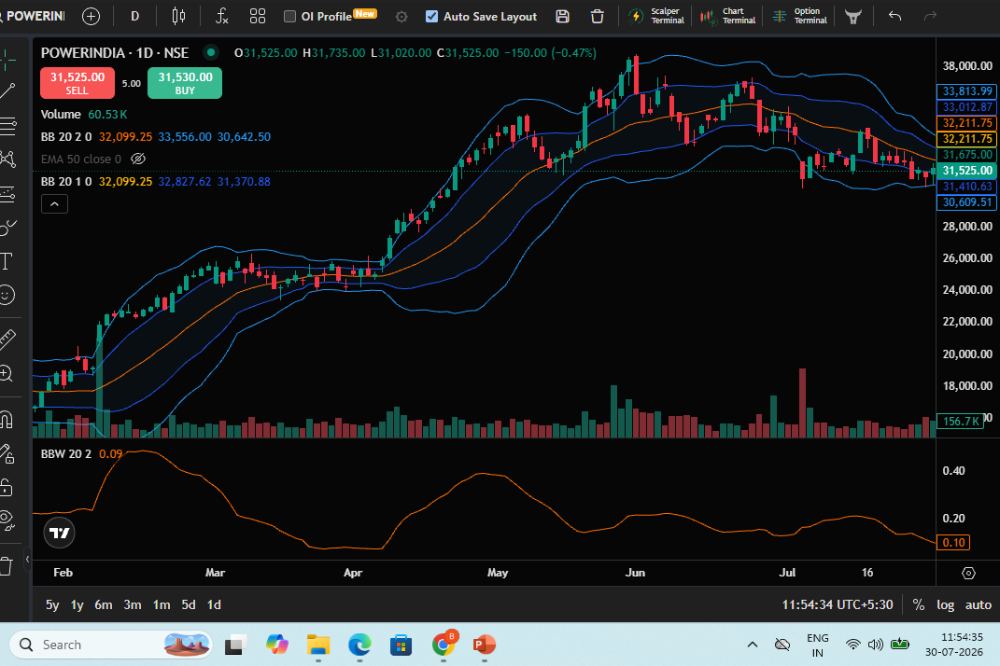 POWERINI D OI Profile New Auto Save Layout Scalper Terminal Chart Terminal Option Terminal
POWERINDIA · 1D · NSE O31,525.00 H31,735.00 L31,020.00 C31,525.00 −150.00 (−0.47%)
31,525.00 SELL 5.00 31,530.00 BUY
Volume 60.53 K
BB 20 2 0 32,099.25 33,556.00 30,642.50
EMA 50 close 0
BB 20 1 0 32,099.25 32,827.62 31,370.88
38,000.00
33,813.99
33,012.87
32,211.75
32,211.75
31,675.00
31,525.00
31,410.63
30,609.51
28,000.00
26,000.00
24,000.00
22,000.00
20,000.00
18,000.00
156.7 K
BBW 20 2 0.09
0.40
0.20
0.10
Feb Mar Apr May Jun Jul 16
5y 1y 6m 3m 1m 5d 1d 11:54:34 UTC+5:30 % log auto
Search B P ENG IN 11:54:35 30-07-2026